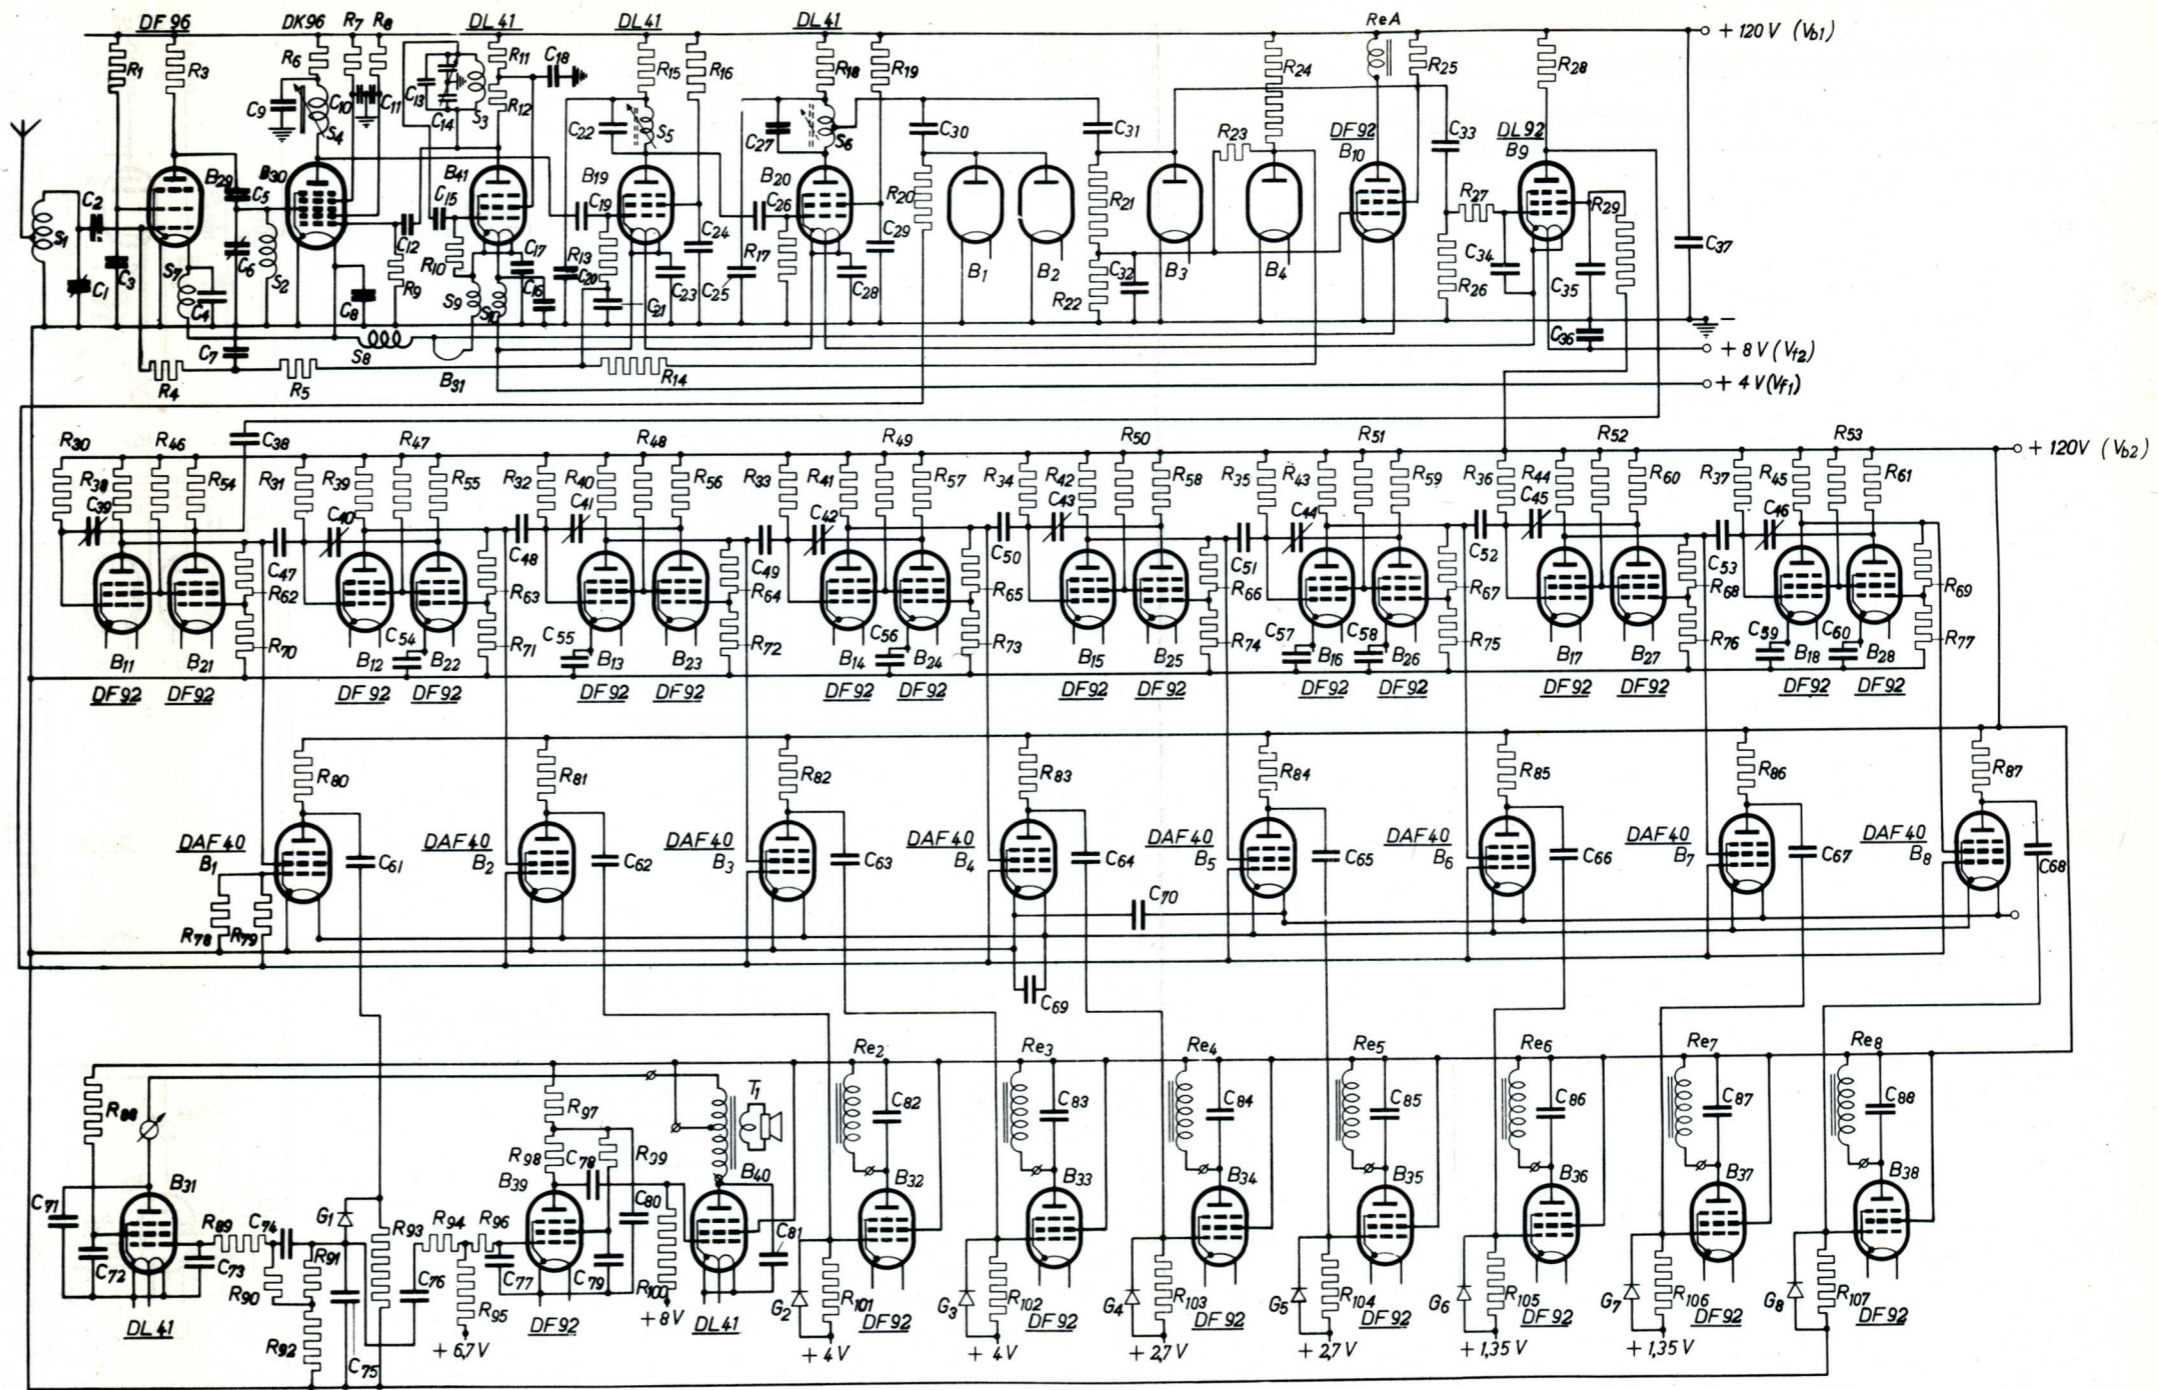 DF96 DK96 R7 R8 DL41 DL41 DL41 ReA
+ 120 V (Vb1)
R1 R3 R6 C9 C10 C11 S4 C13 C14 S3 R11 C18 R12 R15 R16 R18 R19 R24 R25 R28
C22 S5 C27 S6 C30 C31 R23 DF92 B10 C33 DL92 B9
C2 B29 C5 B30 B41 C15 C12 B19 C19 B20 C26 R20 R21 R27 R29
S1 C1 C3 S7 C4 C6 S2 C8 R9 R10 S9 S10 C17 C16 R13 C20 C21 C23 C24 C25 R17 C28 C29 B1 B2 R22 C32 B3 B4 C34 R26 C35 C37
C7 S8 C36 −
+ 8 V (Vf2)
R4 R5 B31 R14
+ 4 V (Vf1)
R30 R46 C38 R47 R48 R49 R50 R51 R52 R53
+ 120V (Vb2)
R38 R54 R31 R39 R55 R32 R40 R56 R33 R41 R57 R34 R42 R58 R35 R43 R59 R36 R44 R60 R37 R45 R61
C39 C40 C41 C42 C43 C44 C45 C46
C47 C48 C49 C50 C51 C52 C53
R62 R63 R64 R65 R66 R67 R68 R69
R70 C54 R71 C55 R72 C56 R73 R74 C57 C58 R75 R76 C59 C60 R77
B11 B21 B12 B22 B13 B23 B14 B24 B15 B25 B16 B26 B17 B27 B18 B28
DF92 DF92 DF92 DF92 DF92 DF92 DF92 DF92 DF92 DF92 DF92 DF92 DF92 DF92 DF92 DF92
R80 R81 R82 R83 R84 R85 R86 R87
DAF40 DAF40 DAF40 DAF40 DAF40 DAF40 DAF40 DAF40
B1 C61 B2 C62 B3 C63 B4 C64 B5 C65 B6 C66 B7 C67 B8 C68
C70
R78 R79
C69
Re2 Re3 Re4 Re5 Re6 Re7 Re8
R88 R97 T1 C82 C83 C84 C85 C86 C87 C88
R98 C78 R99
B31 B39 B40 B32 B33 B34 B35 B36 B37 B38
C71 R89 C74 G1 R93 R94 R96 C80
C72 C73 R91 C76 C77 C79 C81
R90 R95 R100 G2 R101 G3 R102 G4 R103 G5 R104 G6 R105 G7 R106 G8 R107
DL41 DF92 +8V DL41 DF92 DF92 DF92 DF92 DF92 DF92 DF92
R92 C75 + 6,7 V + 4V + 4V + 2,7 V + 2,7 V + 1,35 V + 1,35 V